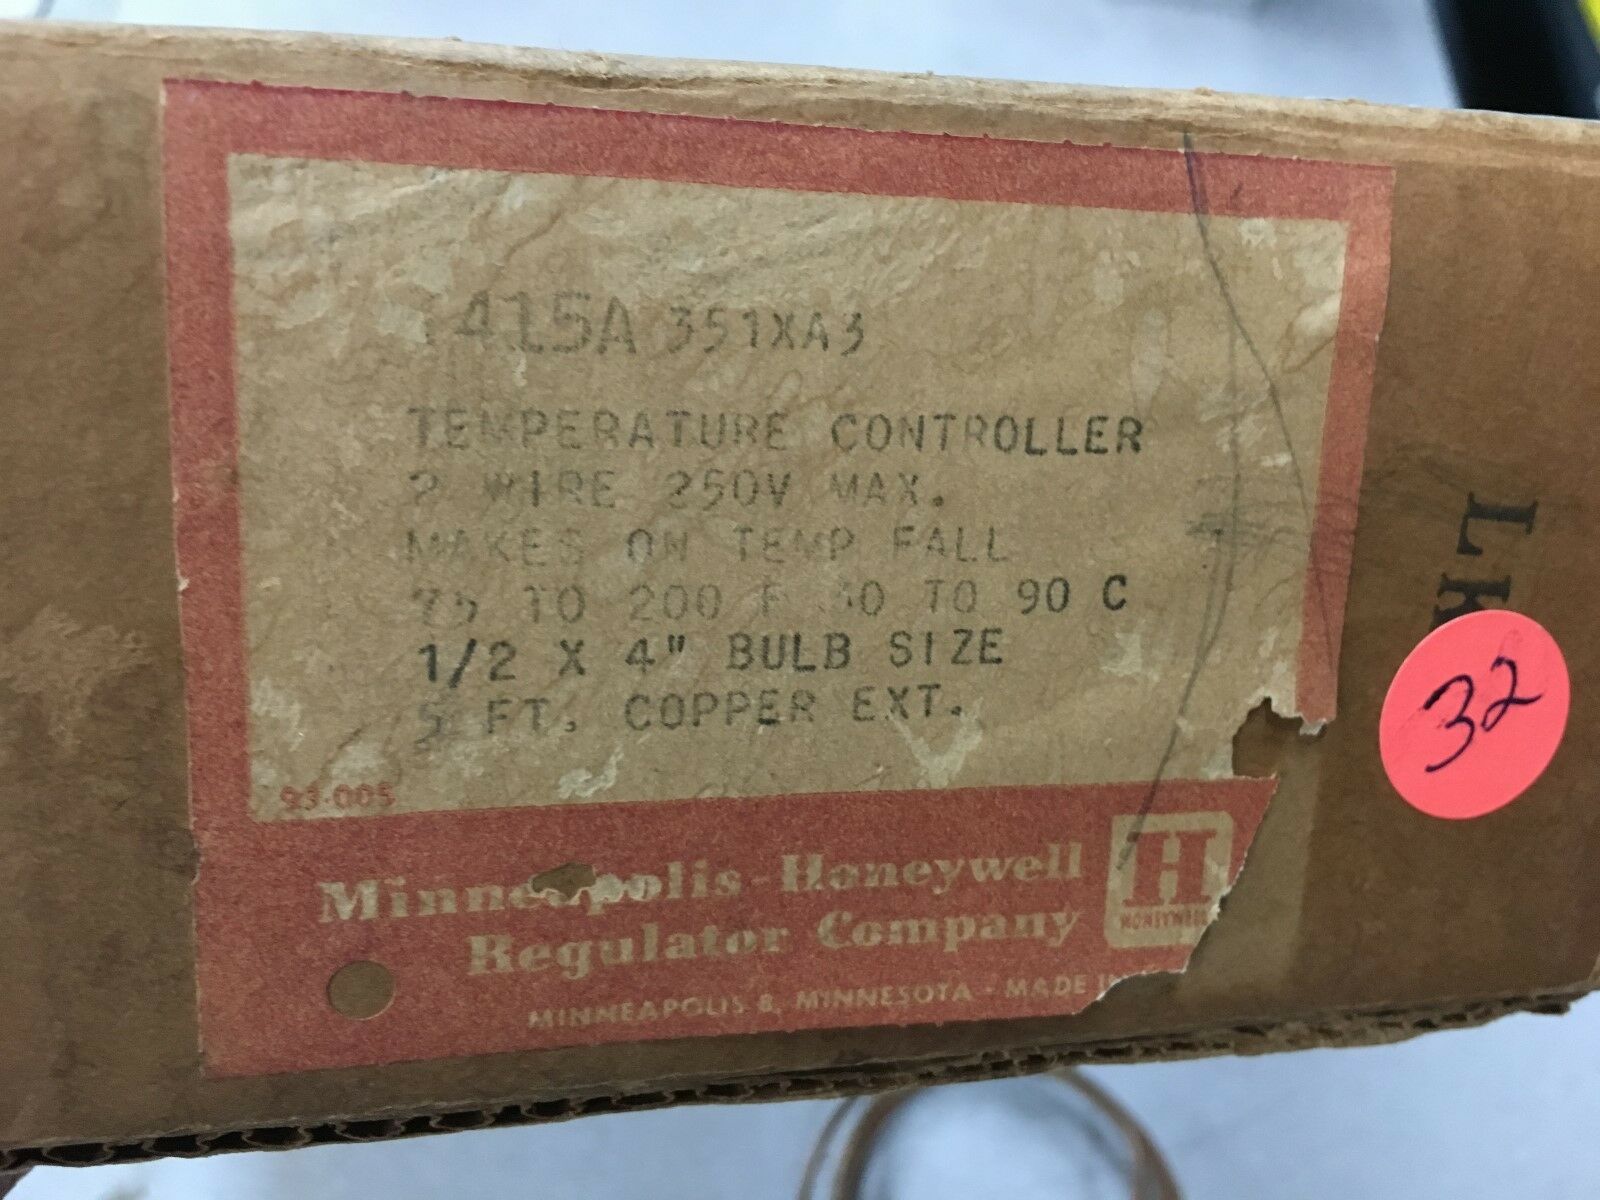 T415A 351XA3
TEMPERATURE CONTROLLER
2 WIRE 250V MAX.
MAKES ON TEMP FALL
75 TO 200 F 30 TO 90 C
1/2 X 4" BULB SIZE
5 FT. COPPER EXT.
93-005
Minneapolis-Honeywell
Regulator Company
H
HONEYWELL
MINNEAPOLIS 8, MINNESOTA - MADE IN
32